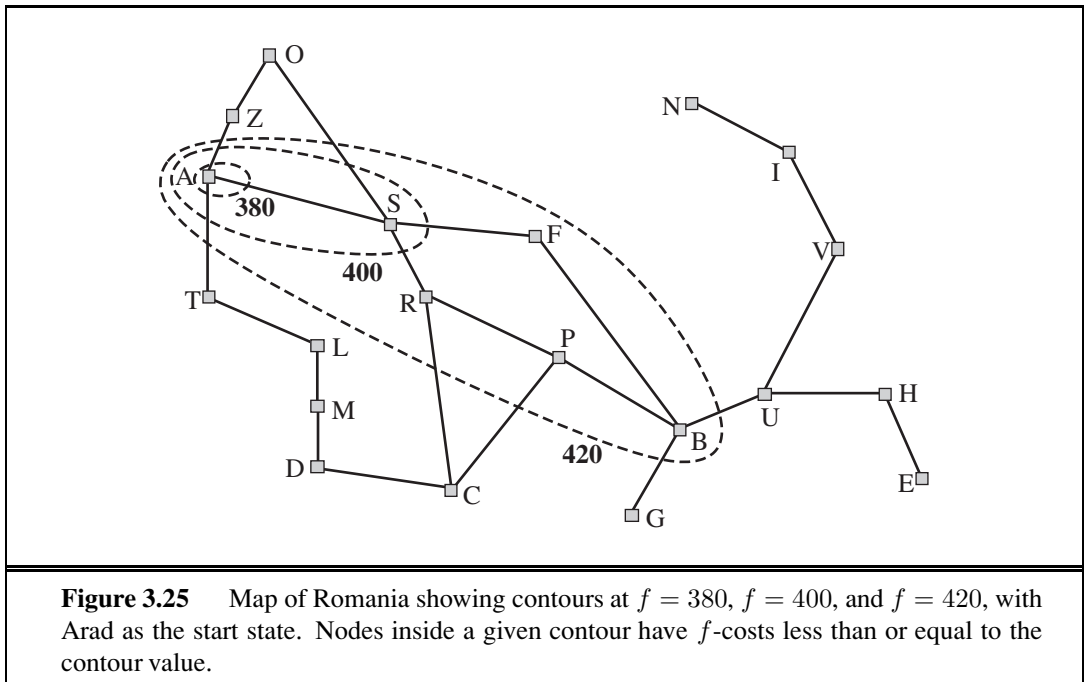 O
N
Z
I
A
380
S
F
V
400
T
R
P
L
H
M
U
B
420
D
E
C
G
Figure 3.25 Map of Romania showing contours at f = 380, f = 400, and f = 420, with
Arad as the start state. Nodes inside a given contour have f-costs less than or equal to the
contour value.